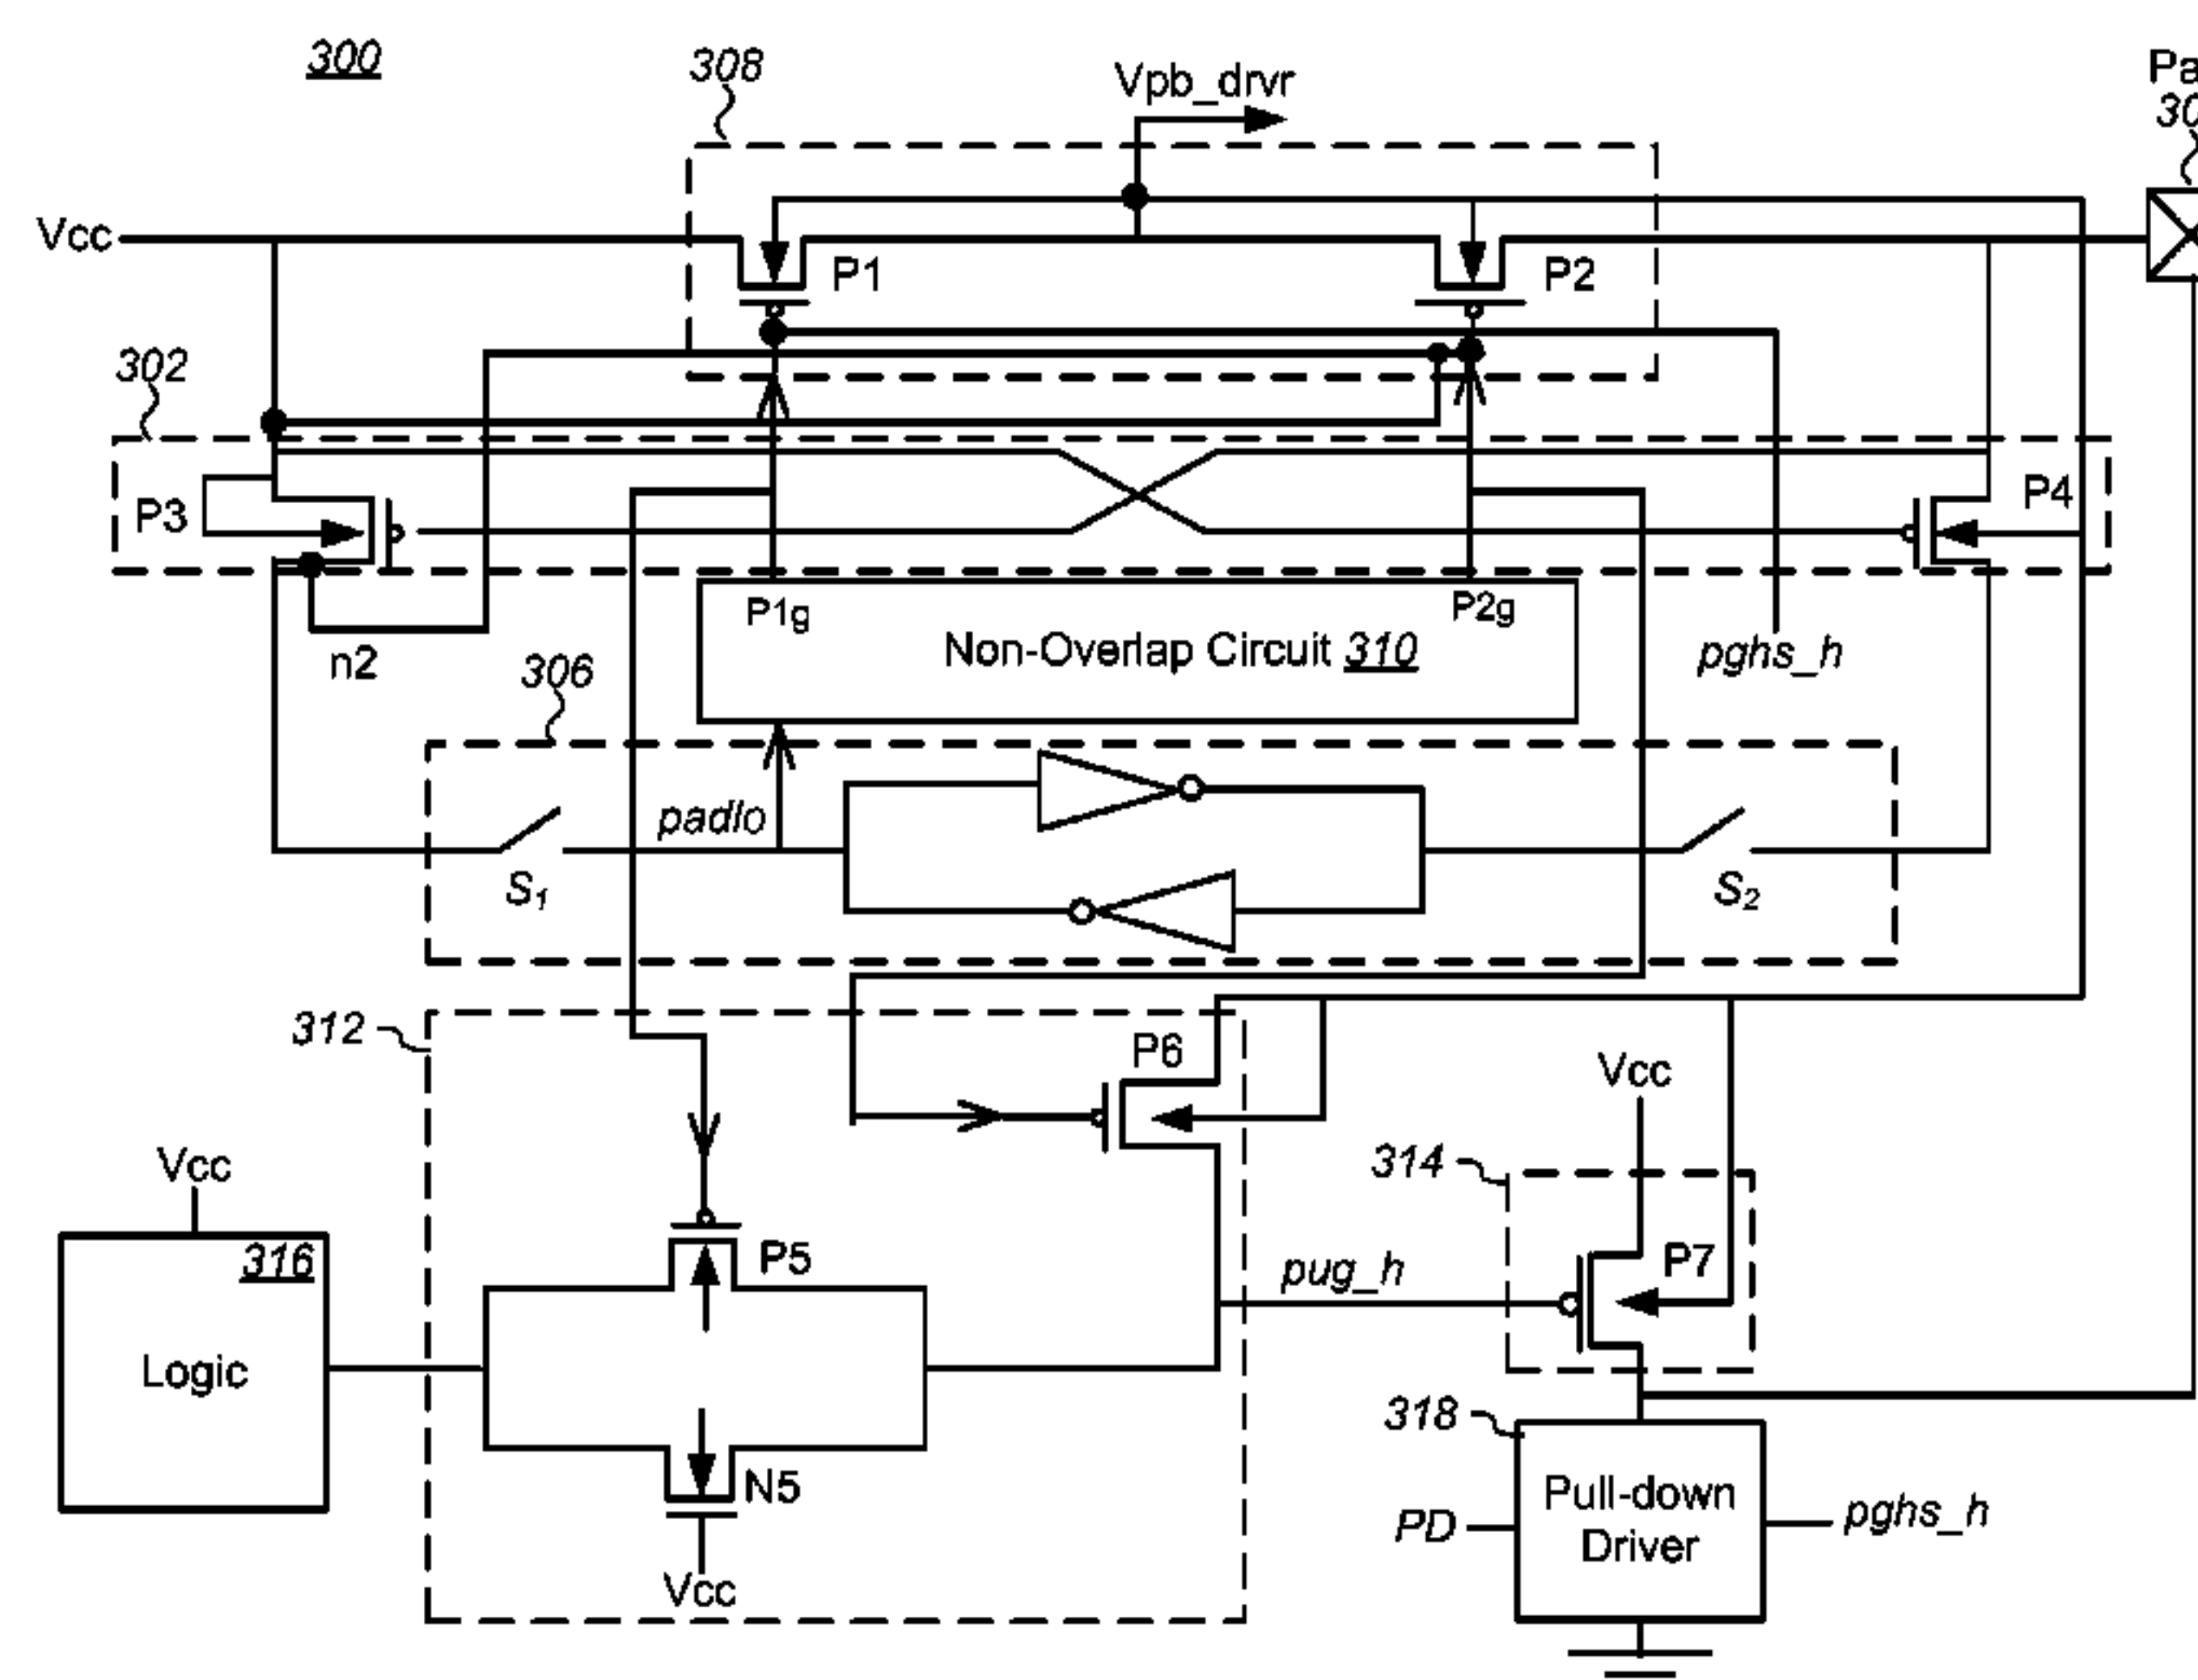 300
308
Vpb_drvr
Pa
30
Vcc
P1
P2
302
P3
P4
P1g
P2g
Non-Overlap Circuit 310
n2
306
pghs_h
padlo
S1
S2
312
P6
Vcc
Vcc
314
316
P5
pug_h
P7
Logic
318
N5
Pull-down
Driver
PD
pghs_h
Vcc